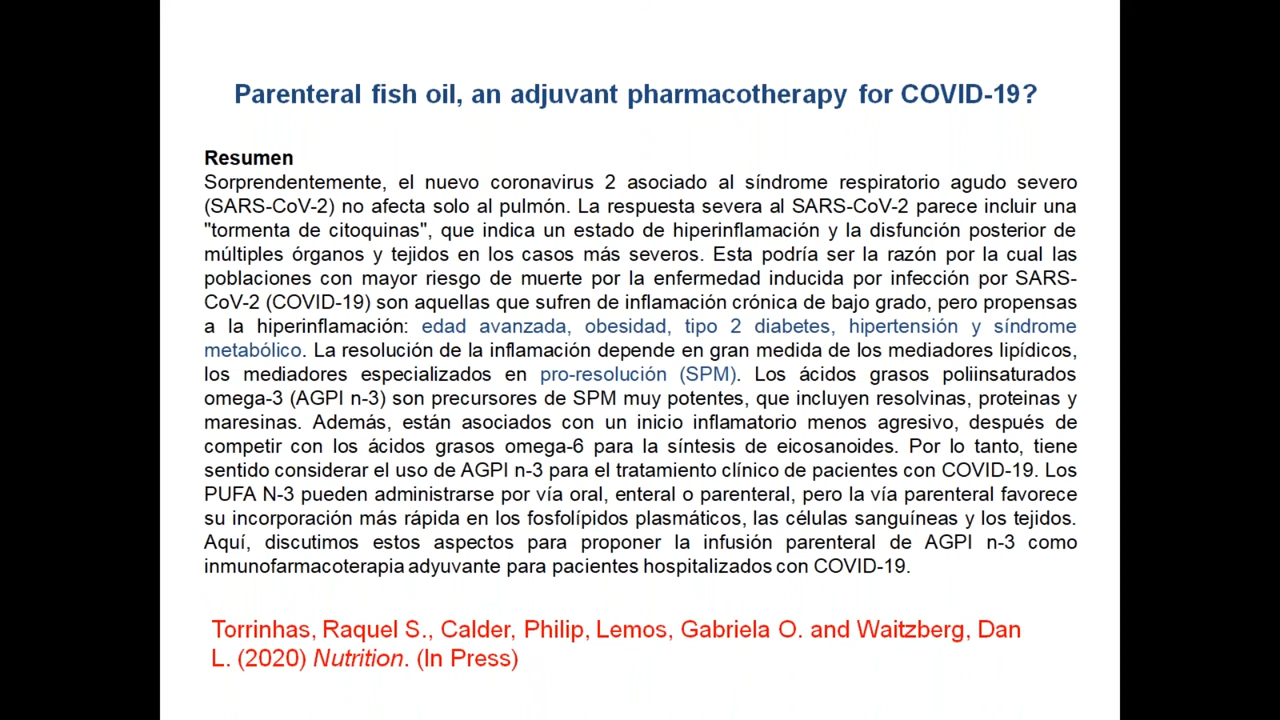 Parenteral fish oil, an adjuvant pharmacotherapy for COVID-19?
Resumen
Sorprendentemente, el nuevo coronavirus 2 asociado al síndrome respiratorio agudo severo
(SARS-CoV-2) no afecta solo al pulmón. La respuesta severa al SARS-CoV-2 parece incluir una
"tormenta de citoquinas", que indica un estado de hiperinflamación y la disfunción posterior de
múltiples órganos y tejidos en los casos más severos. Esta podría ser la razón por la cual las
poblaciones con mayor riesgo de muerte por la enfermedad inducida por infección por SARS-
CoV-2 (COVID-19) son aquellas que sufren de inflamación crónica de bajo grado, pero propensas
a la hiperinflamación: edad avanzada, obesidad, tipo 2 diabetes, hipertensión y síndrome
metabólico. La resolución de la inflamación depende en gran medida de los mediadores lipídicos,
los mediadores especializados en pro-resolución (SPM). Los ácidos grasos poliinsaturados
omega-3 (AGPI n-3) son precursores de SPM muy potentes, que incluyen resolvinas, proteinas y
maresinas. Además, están asociados con un inicio inflamatorio menos agresivo, después de
competir con los ácidos grasos omega-6 para la síntesis de eicosanoides. Por lo tanto, tiene
sentido considerar el uso de AGPI n-3 para el tratamiento clínico de pacientes con COVID-19. Los
PUFA N-3 pueden administrarse por vía oral, enteral o parenteral, pero la vía parenteral favorece
su incorporación más rápida en los fosfolípidos plasmáticos, las células sanguíneas y los tejidos.
Aquí, discutimos estos aspectos para proponer la infusión parenteral de AGPI n-3 como
inmunofarmacoterapia adyuvante para pacientes hospitalizados con COVID-19.
Torrinhas, Raquel S., Calder, Philip, Lemos, Gabriela O. and Waitzberg, Dan
L. (2020) Nutrition. (In Press)